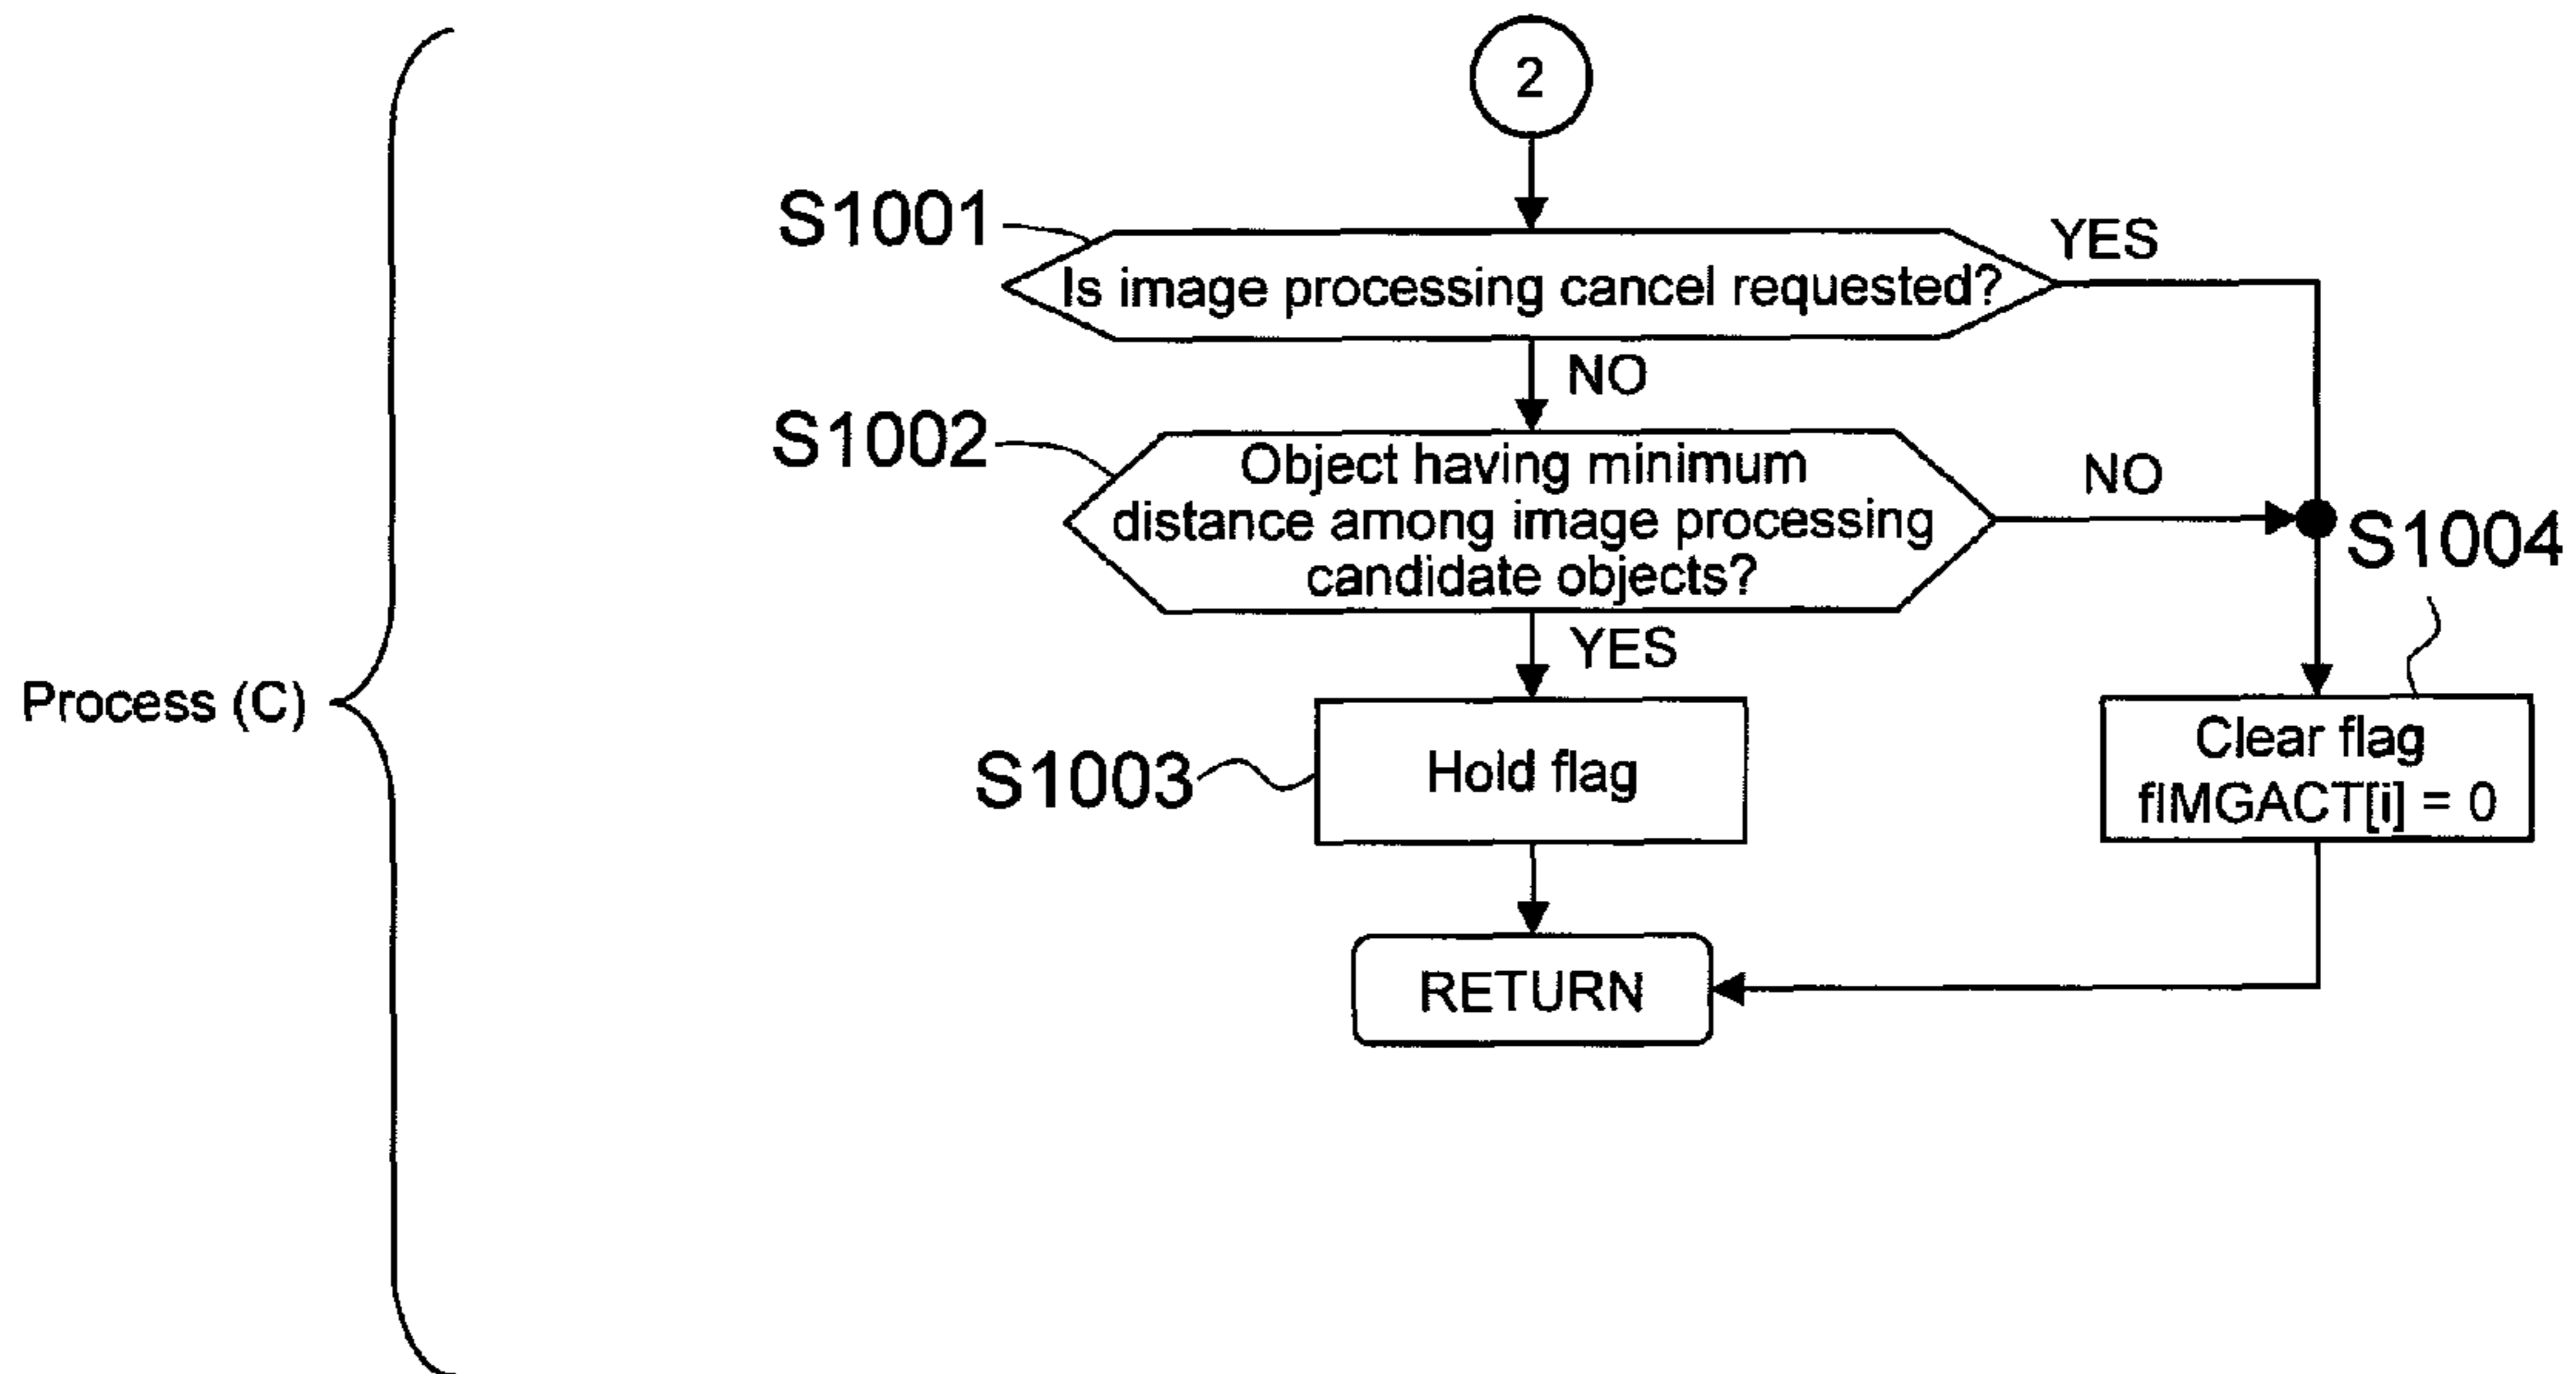 2
S1001
YES
Is image processing cancel requested?
NO
S1002
Object having minimum
distance among image processing
candidate objects?
NO
S1004
YES
Process (C)
S1003
Hold flag
Clear flag
fIMGACT[i] = 0
RETURN